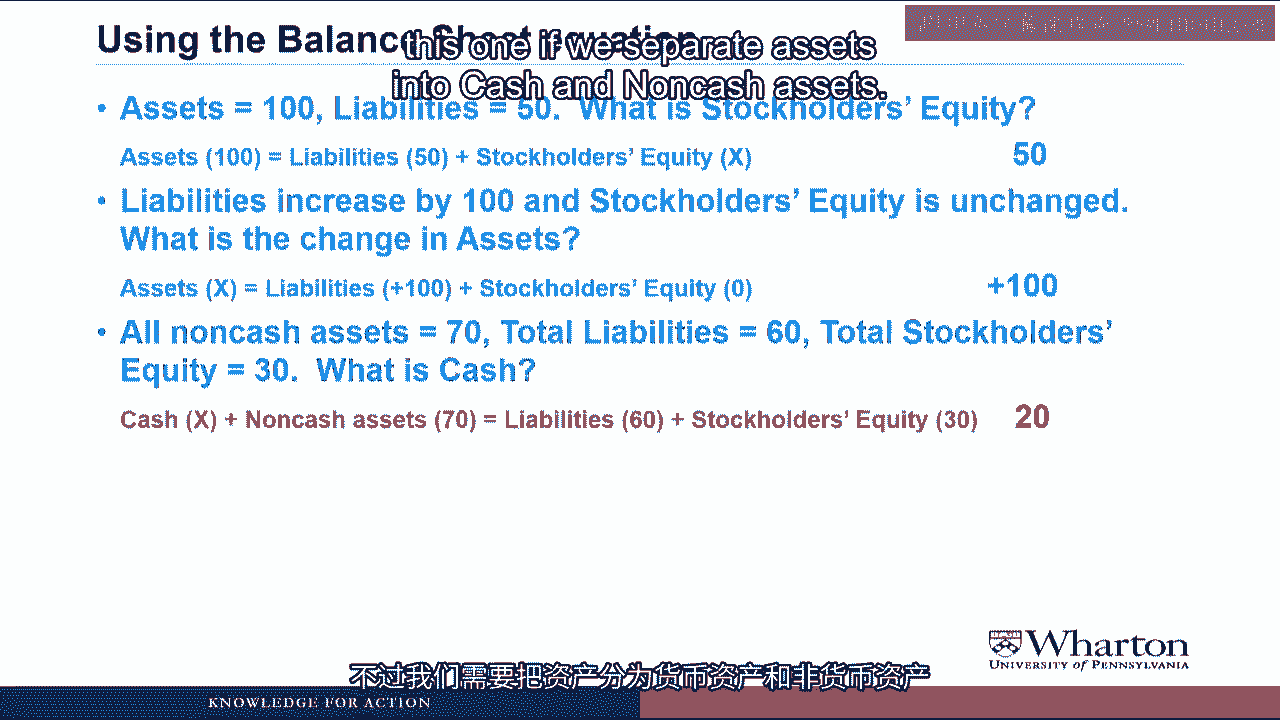 Using the Balance Sheet Equation
this one if we separate assets
into Cash and Noncash assets.
• Assets = 100, Liabilities = 50. What is Stockholders’ Equity?
Assets (100) = Liabilities (50) + Stockholders’ Equity (X) 50
• Liabilities increase by 100 and Stockholders’ Equity is unchanged.
What is the change in Assets?
Assets (X) = Liabilities (+100) + Stockholders’ Equity (0) +100
• All noncash assets = 70, Total Liabilities = 60, Total Stockholders’
Equity = 30. What is Cash?
Cash (X) + Noncash assets (70) = Liabilities (60) + Stockholders’ Equity (30) 20
Wharton
UNIVERSITY of PENNSYLVANIA
不过我们需要把资产分为货币资产和非货币资产
KNOWLEDGE FOR ACTION